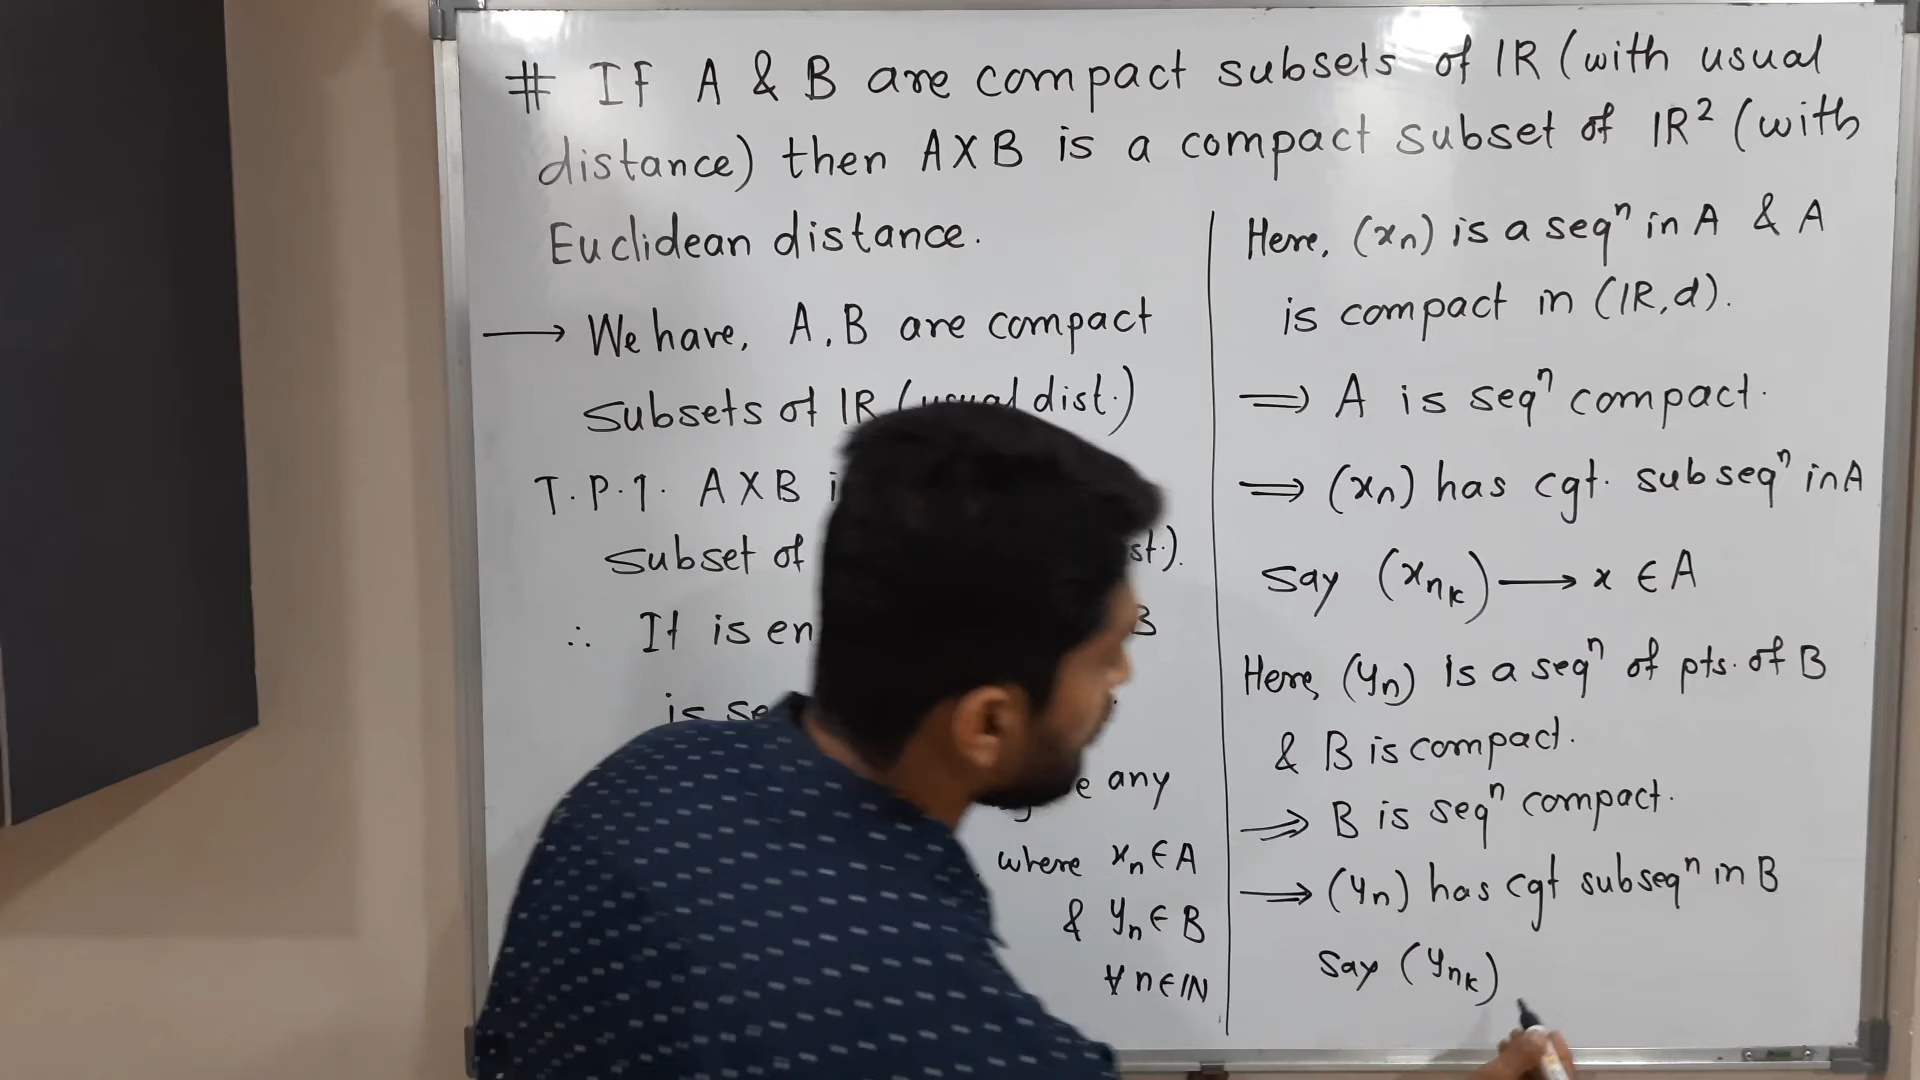 # IF A & B are compact subsets of IR (with usual
distance) then A X B is a compact subset of IR² (with
Euclidean distance.
⟶ We have, A, B are compact
subsets of IR (usual dist.)
T.P.1. A X B
subset of st.).
∴ It is en B
is se
e any
where xₙ ∈ A
& yₙ ∈ B
∀ n ∈ IN
Here, (xₙ) is a seqⁿ in A & A
is compact in (IR, d).
⟹ A is seqⁿ compact.
⟹ (xₙ) has cgt. subseqⁿ in A
say (xₙₖ) ⟶ x ∈ A
Here, (yₙ) is a seqⁿ of pts. of B
& B is compact.
⟹ B is seqⁿ compact.
⟹ (yₙ) has cgt subseqⁿ in B
say (yₙₖ)